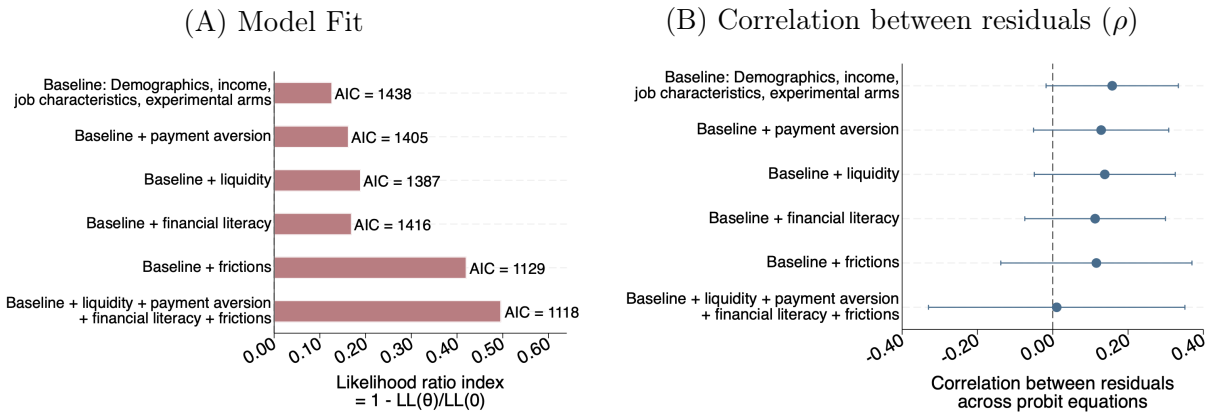 (A) Model Fit
Baseline: Demographics, income,
job characteristics, experimental arms
AIC = 1438
Baseline + payment aversion
AIC = 1405
Baseline + liquidity
AIC = 1387
Baseline + financial literacy
AIC = 1416
Baseline + frictions
AIC = 1129
Baseline + liquidity + payment aversion
+ financial literacy + frictions
AIC = 1118
0.00 0.10 0.20 0.30 0.40 0.50 0.60
Likelihood ratio index
= 1 - LL(θ)/LL(0)
(B) Correlation between residuals (ρ)
Baseline: Demographics, income,
job characteristics, experimental arms
Baseline + payment aversion
Baseline + liquidity
Baseline + financial literacy
Baseline + frictions
Baseline + liquidity + payment aversion
+ financial literacy + frictions
-0.40 -0.20 0.00 0.20 0.40
Correlation between residuals
across probit equations